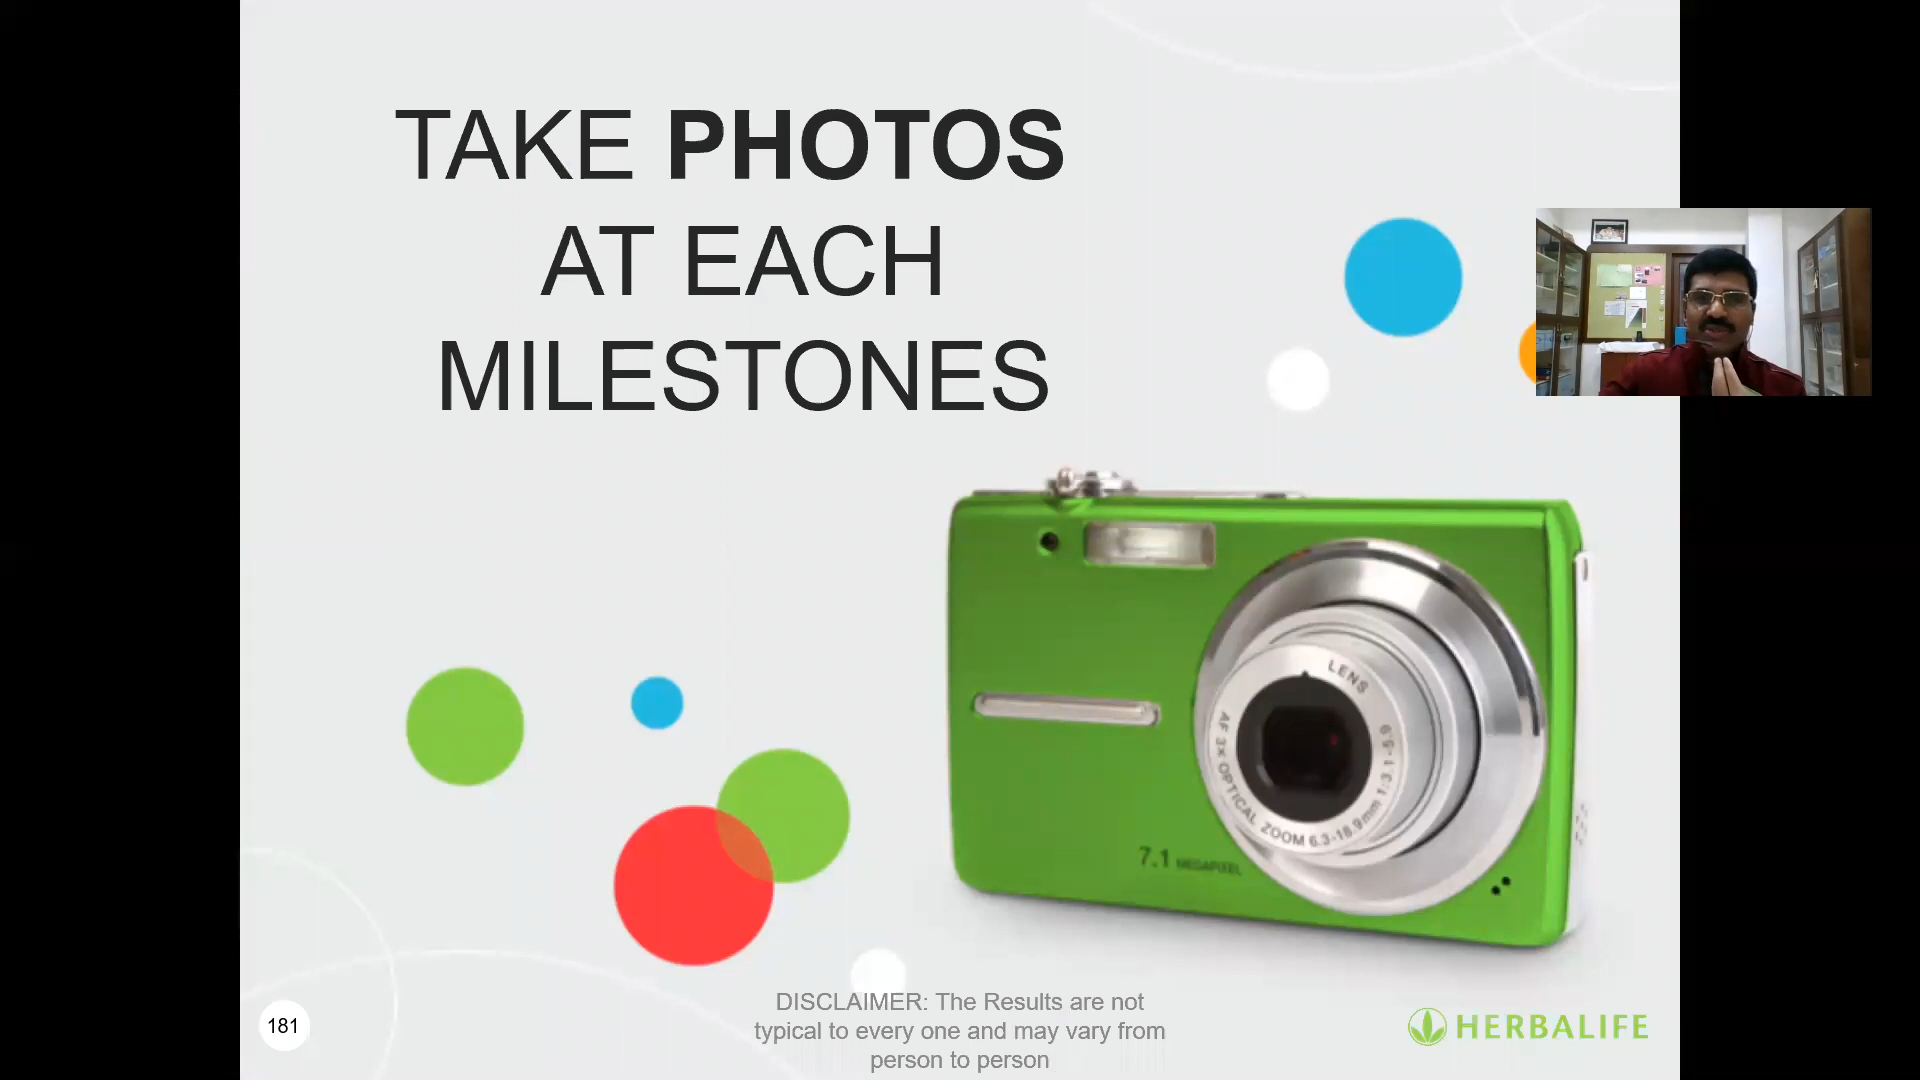 TAKE PHOTOS
AT EACH
MILESTONES
LENS
AF 3x OPTICAL ZOOM 6.3-18.9mm 1:3.1-5.9
7.1 MEGAPIXEL
DISCLAIMER: The Results are not
typical to every one and may vary from
person to person
181
HERBALIFE